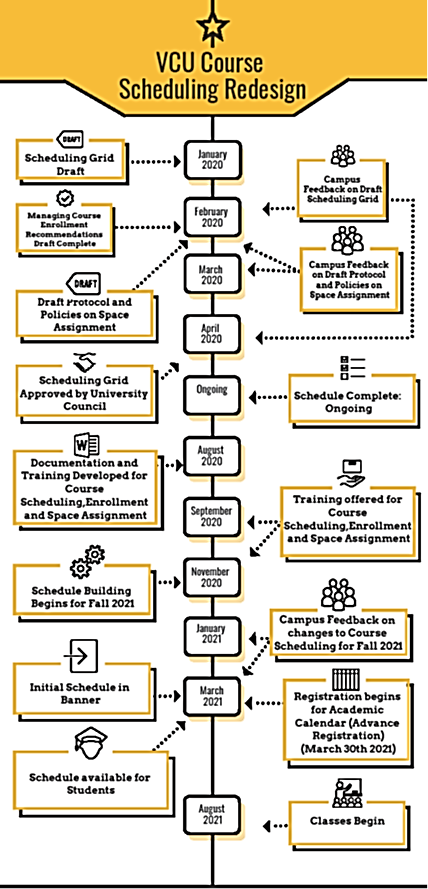 VCU Course
Scheduling Redesign
DRAFT
Scheduling Grid
Draft
January
2020
Campus
Feedback on Draft
Scheduling Grid
February
2020
Managing Course
Enrollment
Recommendations
Draft Complete
March
2020
Campus Feedback
on Draft Protocol
and Policies on
Space Assignment
DRAFT
Draft Protocol and
Policies on Space
Assignment
April
2020
Scheduling Grid
Approved by University
Council
Ongoing
Schedule Complete:
Ongoing
W
Documentation and
Training Developed for
Course
Scheduling,Enrollment
and Space Assignment
August
2020
September
2020
Training offered for
Course
Scheduling,Enrollment
and Space Assignment
November
2020
Schedule Building
Begins for Fall 2021
January
2021
Campus Feedback on
changes to Course
Scheduling for Fall 2021
Initial Schedule in
Banner
March
2021
Registration begins
for Academic
Calendar (Advance
Registration)
(March 30th 2021)
Schedule available for
Students
August
2021
Classes Begin